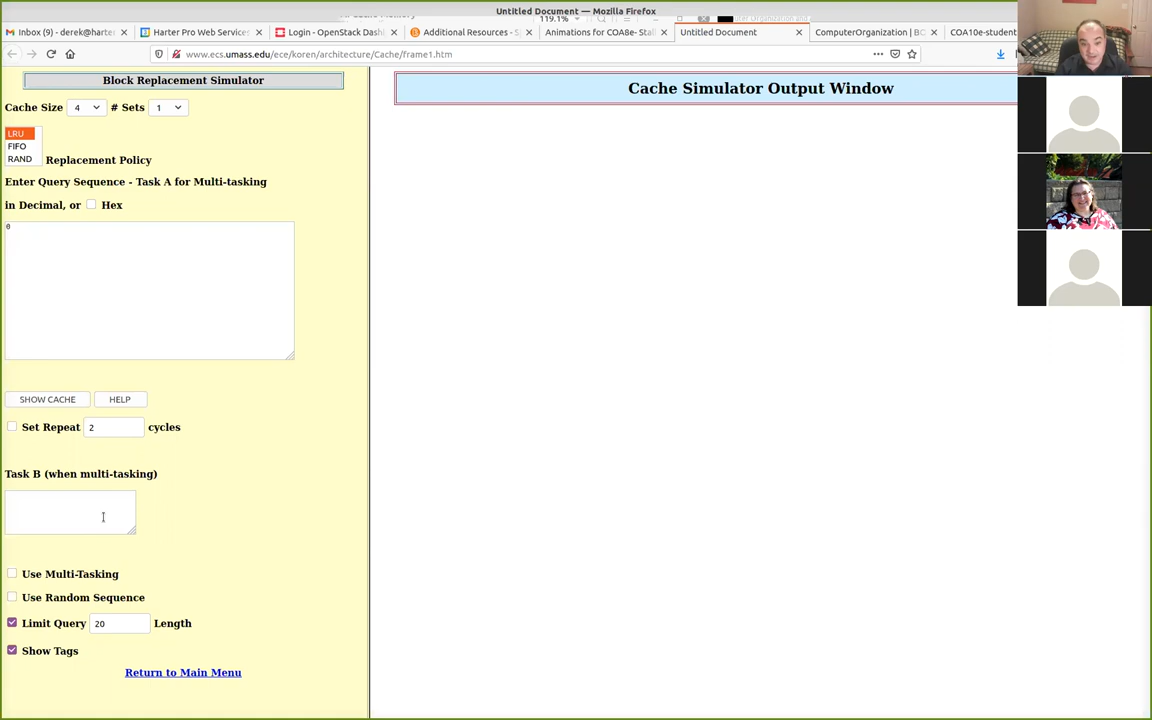 Untitled Document — Mozilla Firefox
119.1%
Inbox (9) - derek@harter
Harter Pro Web Services
Login - OpenStack Dash
Additional Resources - S
Animations for COA8e- Stal
Untitled Document
ComputerOrganization | BC
COA10e-student
www.ecs.umass.edu/ece/koren/architecture/Cache/frame1.htm
Block Replacement Simulator
Cache Simulator Output Window
Cache Size 4 # Sets 1
LRU
FIFO
RAND Replacement Policy
Enter Query Sequence - Task A for Multi-tasking
in Decimal, or Hex
0
SHOW CACHE HELP
Set Repeat 2 cycles
Task B (when multi-tasking)
Use Multi-Tasking
Use Random Sequence
Limit Query 20 Length
Show Tags
Return to Main Menu